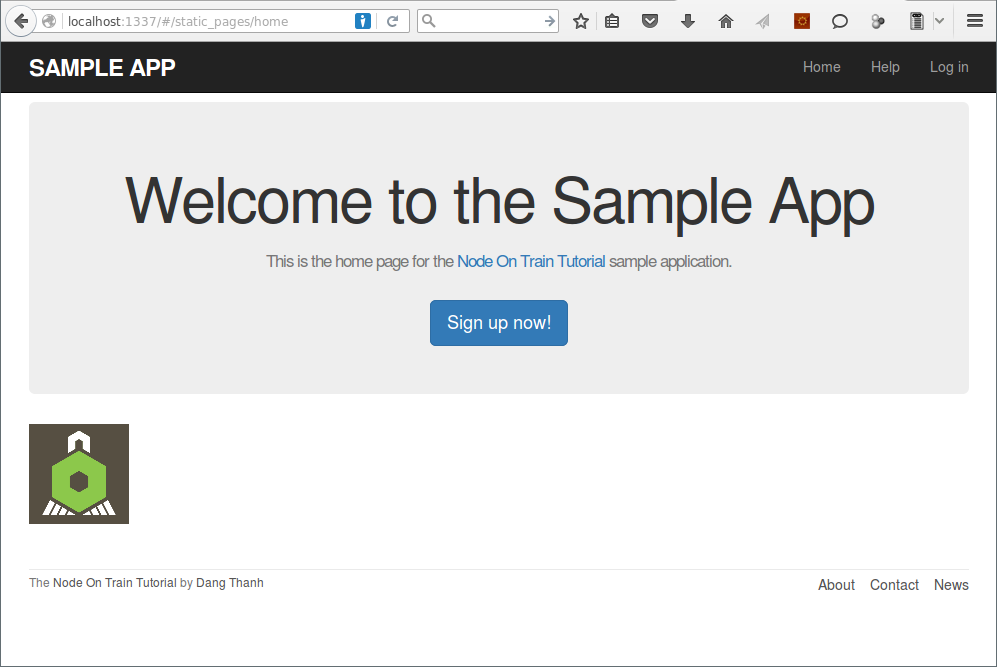 localhost:1337/#/static_pages/home
SAMPLE APP
Home Help Log in
Welcome to the Sample App
This is the home page for the Node On Train Tutorial sample application.
Sign up now!
The Node On Train Tutorial by Dang Thanh
About Contact News